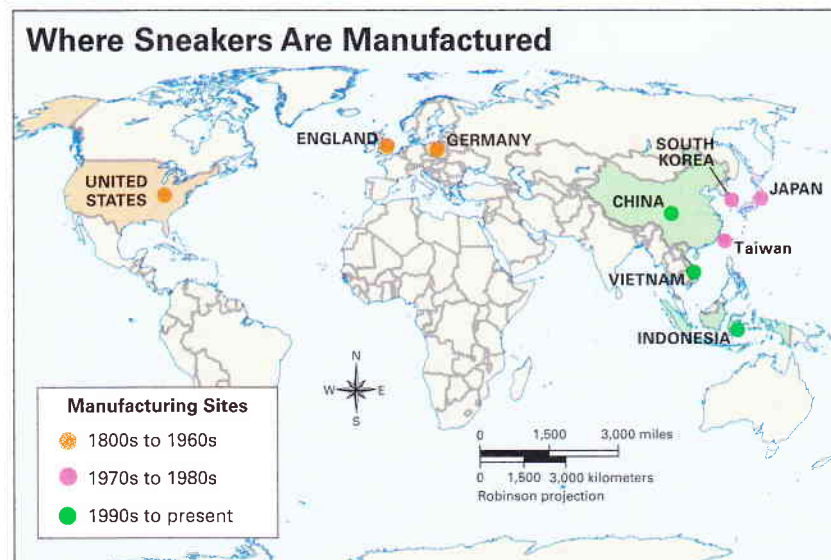 Where Sneakers Are Manufactured
ENGLAND
GERMANY
SOUTH
KOREA
UNITED
STATES
CHINA
JAPAN
Taiwan
VIETNAM
INDONESIA
N
W
E
S
Manufacturing Sites
1800s to 1960s
1970s to 1980s
1990s to present
0 1,500 3,000 miles
0 1,500 3,000 kilometers
Robinson projection